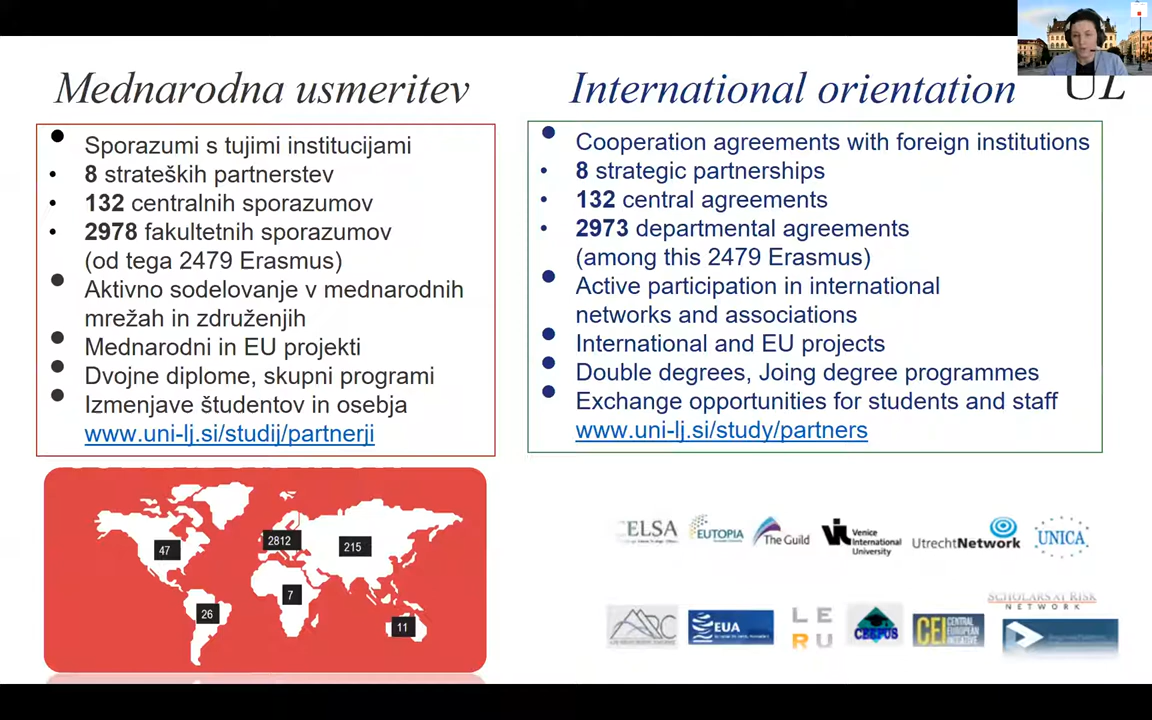 Mednarodna usmeritev
Sporazumi s tujimi institucijami
8 strateških partnerstev
132 centralnih sporazumov
2978 fakultetnih sporazumov
(od tega 2479 Erasmus)
Aktivno sodelovanje v mednarodnih
mrežah in združenjih
Mednarodni in EU projekti
Dvojne diplome, skupni programi
Izmenjave študentov in osebja
www.uni-lj.si/studij/partnerji
International orientation
UL
Cooperation agreements with foreign institutions
8 strategic partnerships
132 central agreements
2973 departmental agreements
(among this 2479 Erasmus)
Active participation in international
networks and associations
International and EU projects
Double degrees, Joing degree programmes
Exchange opportunities for students and staff
www.uni-lj.si/study/partners
47
2812
215
7
26
11
CELSA
EUTOPIA
The Guild
Venice
International
University
UtrechtNetwork
UNICA
ARC
EUA
LE
RU
CEEPUS
CEI CENTRAL
EUROPEAN
INITIATIVE
SCHOLARS AT RISK
NETWORK